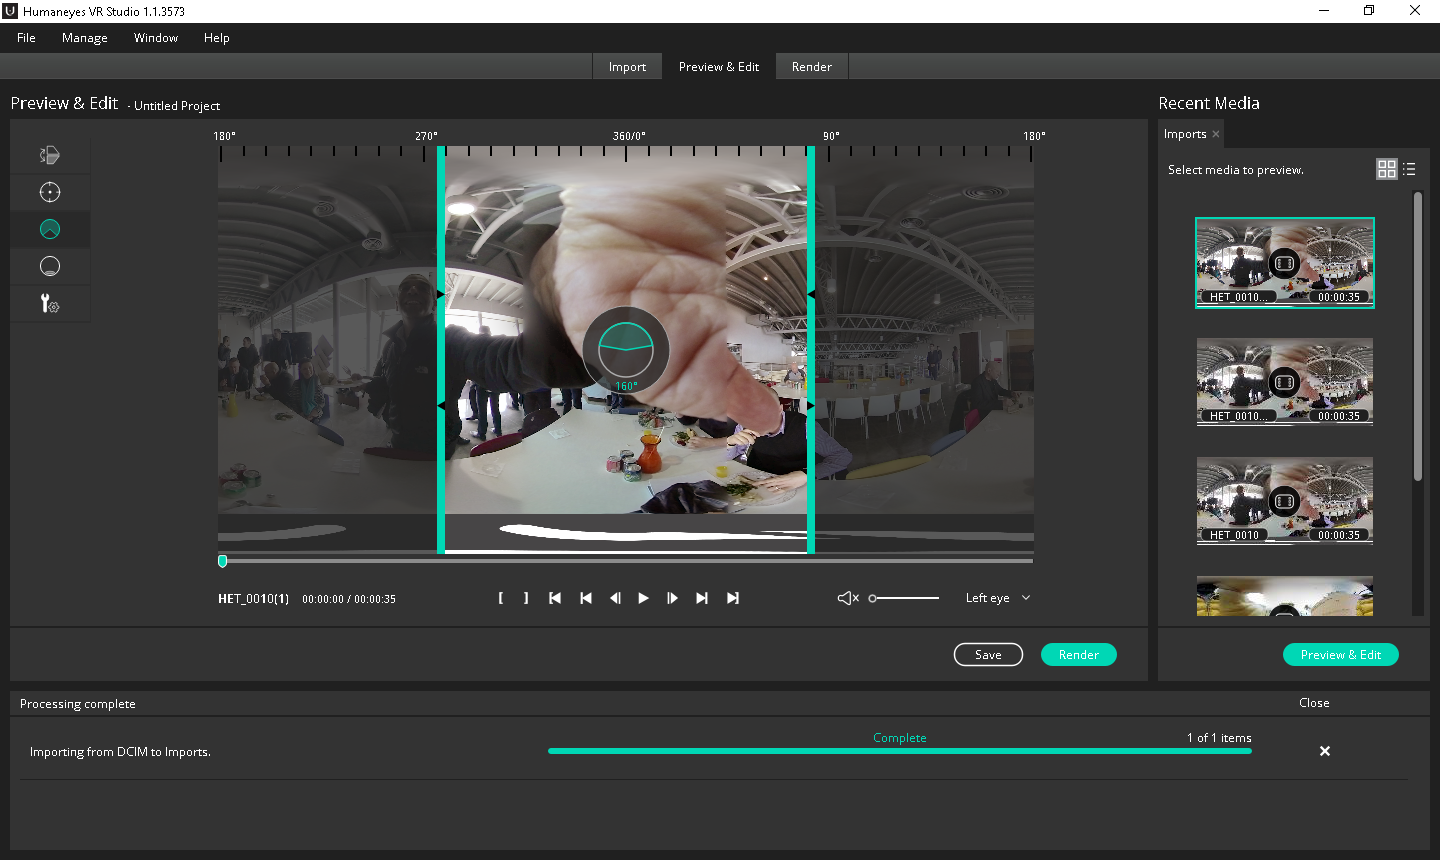 Humaneyes VR Studio 1.1.3573
File Manage Window Help
Import Preview & Edit Render
Preview & Edit - Untitled Project
180° 270° 360/0° 90° 180°
160°
HET_0010(1) 00:00:00 / 00:00:35
[ ]
Left eye
Save Render
Recent Media
Imports ×
Select media to preview.
HET_0010... 00:00:35
HET_0010... 00:00:35
HET_0010 00:00:35
Preview & Edit
Processing complete Close
Importing from DCIM to Imports. Complete 1 of 1 items